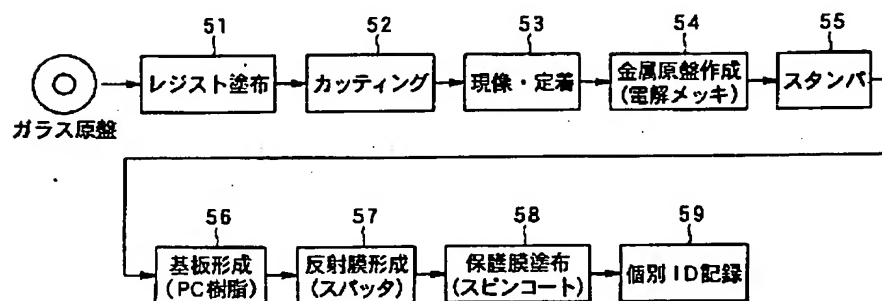 51
52
53
54
55
レジスト塗布
カッティング
現像・定着
金属原盤作成
(電解メッキ)
スタンパ
ガラス原盤
56
57
58
59
基板形成
(PC樹脂)
反射膜形成
(スパッタ)
保護膜塗布
(スピンコート)
個別ID記録